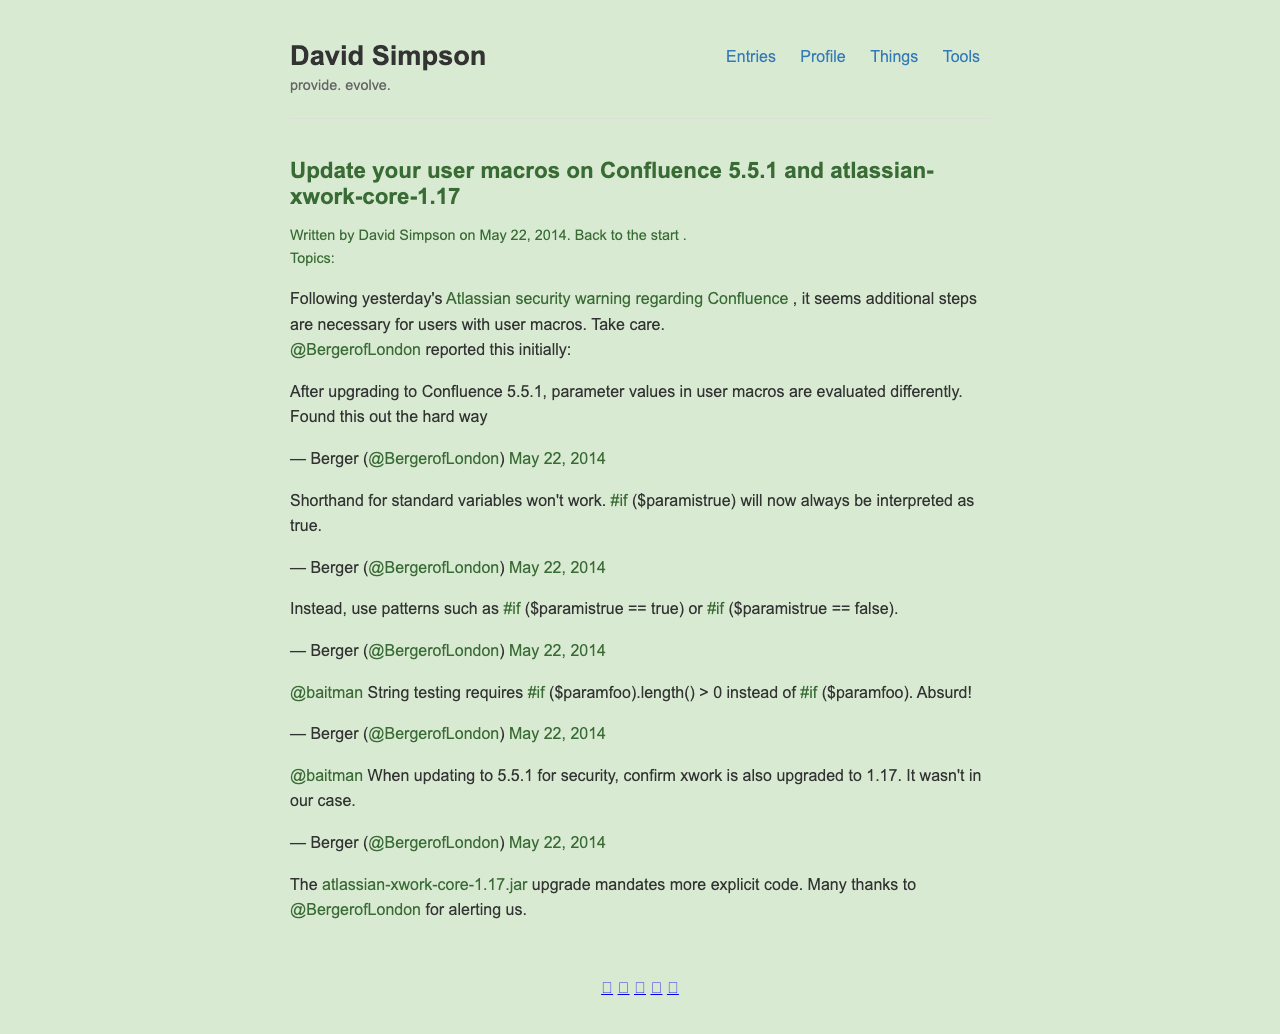 David Simpson
Entries Profile Things Tools
provide. evolve.
Update your user macros on Confluence 5.5.1 and atlassian-
xwork-core-1.17
Written by David Simpson on May 22, 2014. Back to the start .
Topics:
Following yesterday's Atlassian security warning regarding Confluence , it seems additional steps
are necessary for users with user macros. Take care.
@BergerofLondon reported this initially:
After upgrading to Confluence 5.5.1, parameter values in user macros are evaluated differently.
Found this out the hard way
— Berger (@BergerofLondon) May 22, 2014
Shorthand for standard variables won't work. #if ($paramistrue) will now always be interpreted as
true.
— Berger (@BergerofLondon) May 22, 2014
Instead, use patterns such as #if ($paramistrue == true) or #if ($paramistrue == false).
— Berger (@BergerofLondon) May 22, 2014
@baitman String testing requires #if ($paramfoo).length() > 0 instead of #if ($paramfoo). Absurd!
— Berger (@BergerofLondon) May 22, 2014
@baitman When updating to 5.5.1 for security, confirm xwork is also upgraded to 1.17. It wasn't in
our case.
— Berger (@BergerofLondon) May 22, 2014
The atlassian-xwork-core-1.17.jar upgrade mandates more explicit code. Many thanks to
@BergerofLondon for alerting us.